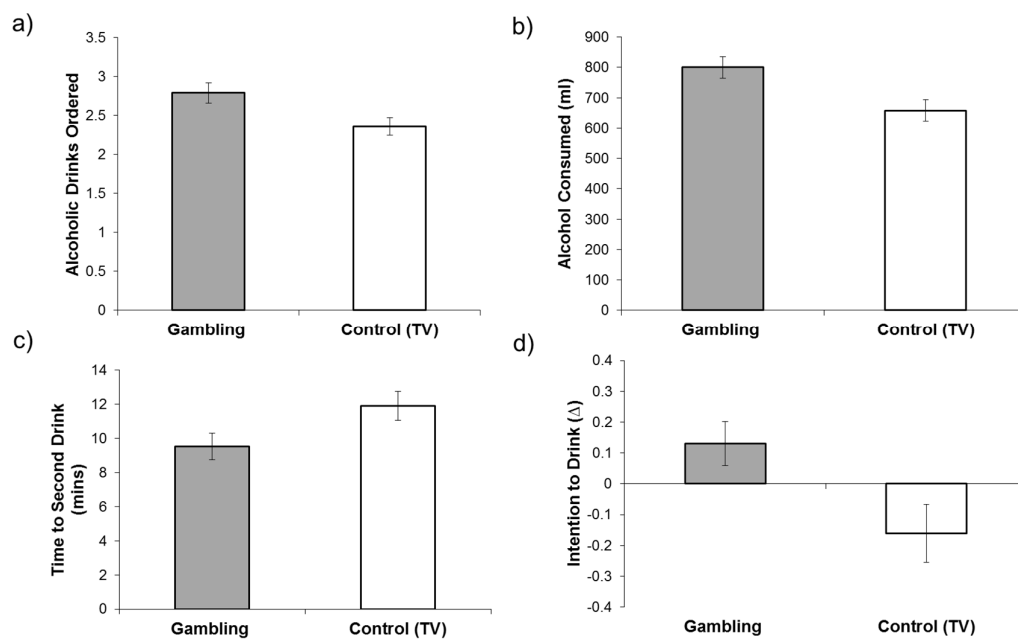 a)
Alcoholic Drinks Ordered
3.5
3
2.5
2
1.5
1
0.5
0
Gambling
Control (TV)
b)
Alcohol Consumed (ml)
900
800
700
600
500
400
300
200
100
0
Gambling
Control (TV)
c)
Time to Second Drink
(mins)
14
12
10
8
6
4
2
0
Gambling
Control (TV)
d)
Intention to Drink (Δ)
0.4
0.3
0.2
0.1
0
-0.1
-0.2
-0.3
-0.4
Gambling
Control (TV)